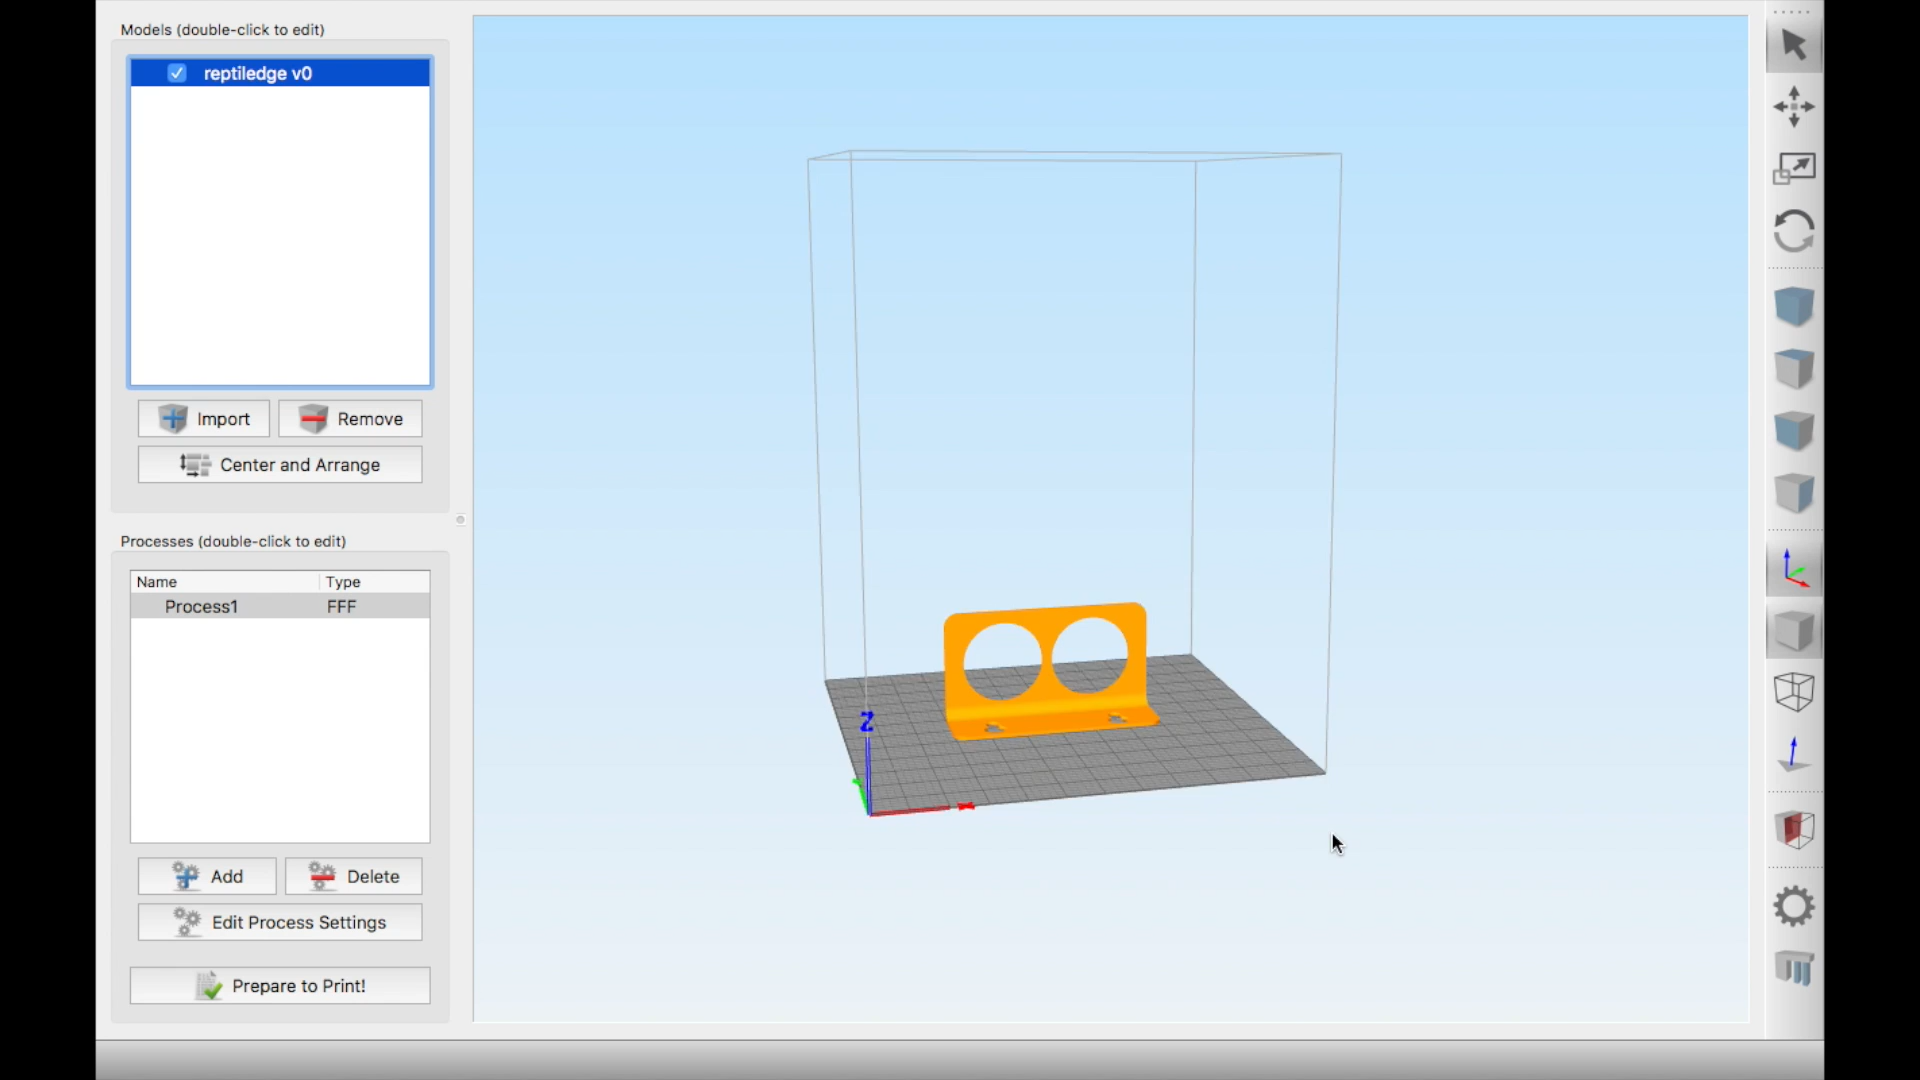 Models (double-click to edit)
reptiledge v0
Import
Remove
Center and Arrange
Processes (double-click to edit)
Name Type
Process1 FFF
Add
Delete
Edit Process Settings
Prepare to Print!
Z